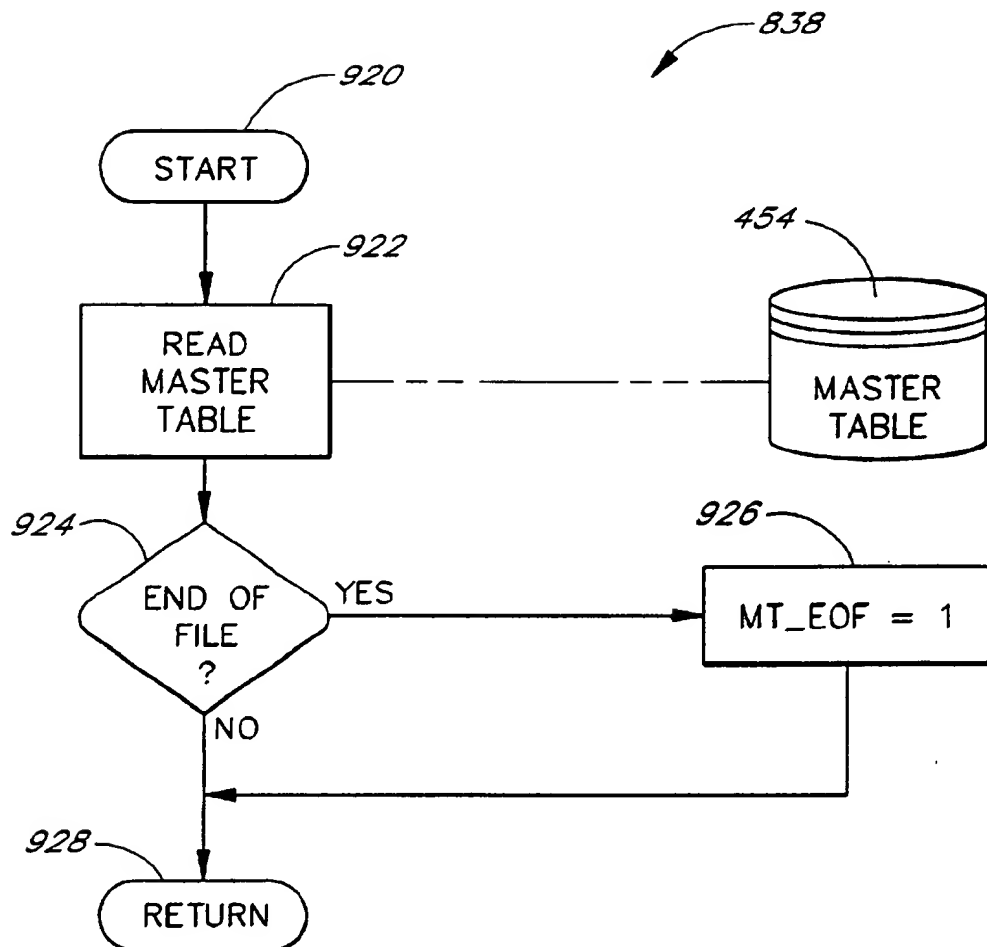 838
920
START
922
454
READ
MASTER
TABLE
MASTER
TABLE
924
END OF
FILE
?
YES
926
MT_EOF = 1
NO
928
RETURN